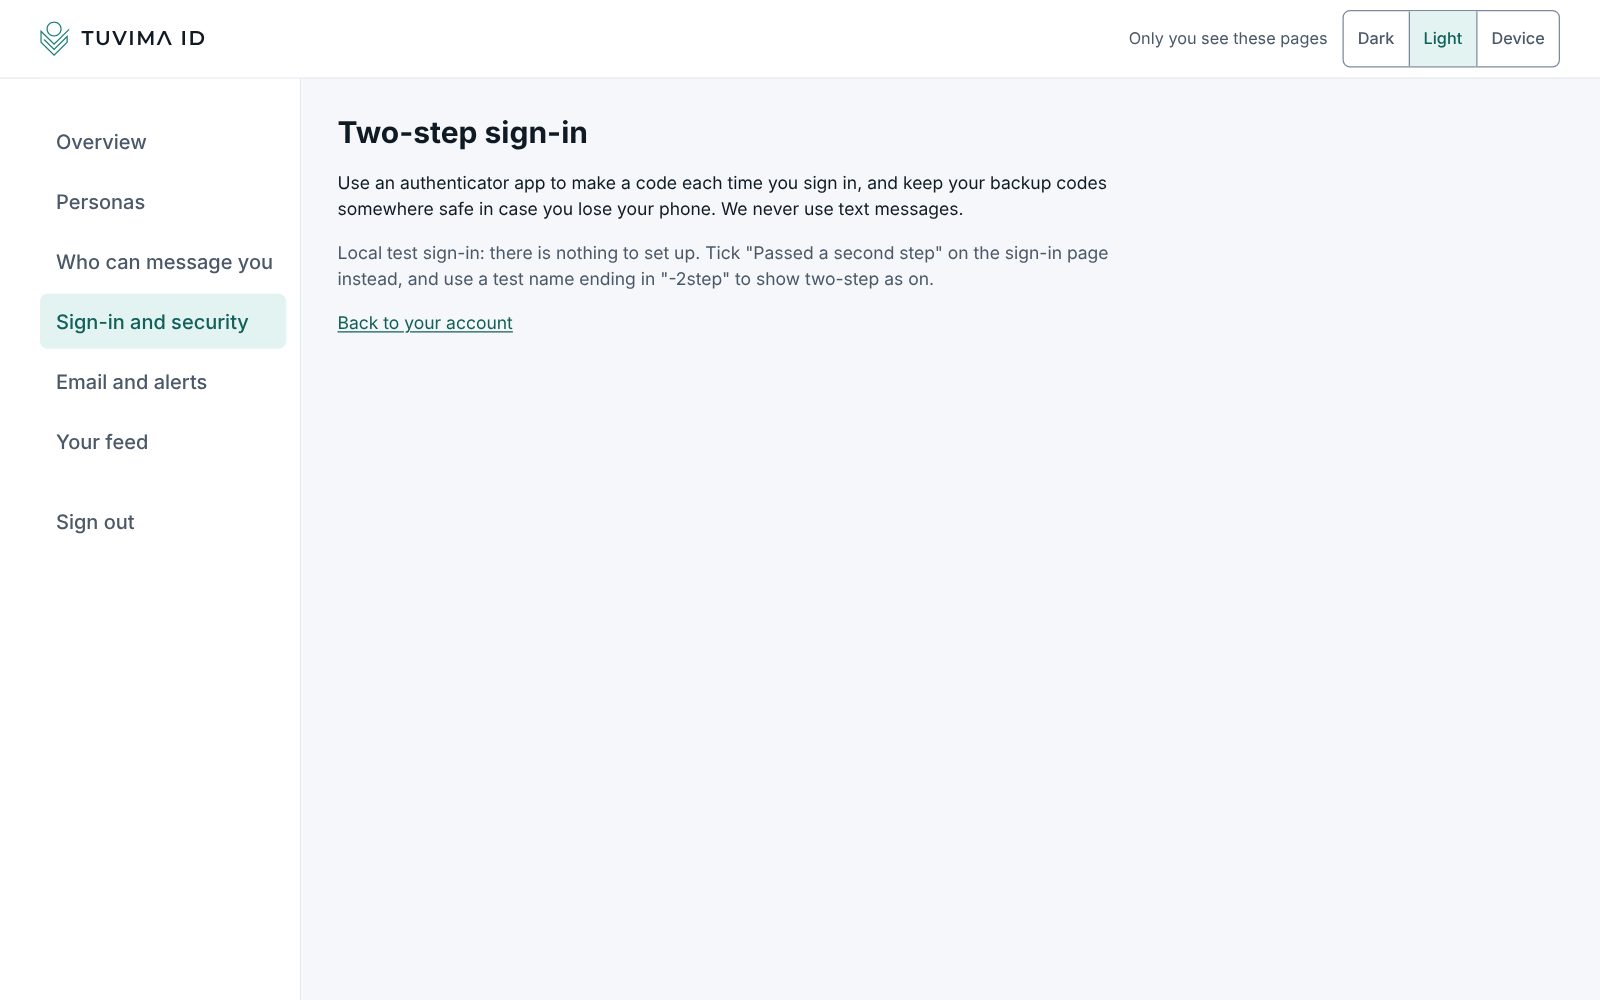 TUVIMA ID
Only you see these pages
Dark
Light
Device
Overview
Personas
Who can message you
Sign-in and security
Email and alerts
Your feed
Sign out
Two-step sign-in
Use an authenticator app to make a code each time you sign in, and keep your backup codes
somewhere safe in case you lose your phone. We never use text messages.
Local test sign-in: there is nothing to set up. Tick "Passed a second step" on the sign-in page
instead, and use a test name ending in "-2step" to show two-step as on.
Back to your account